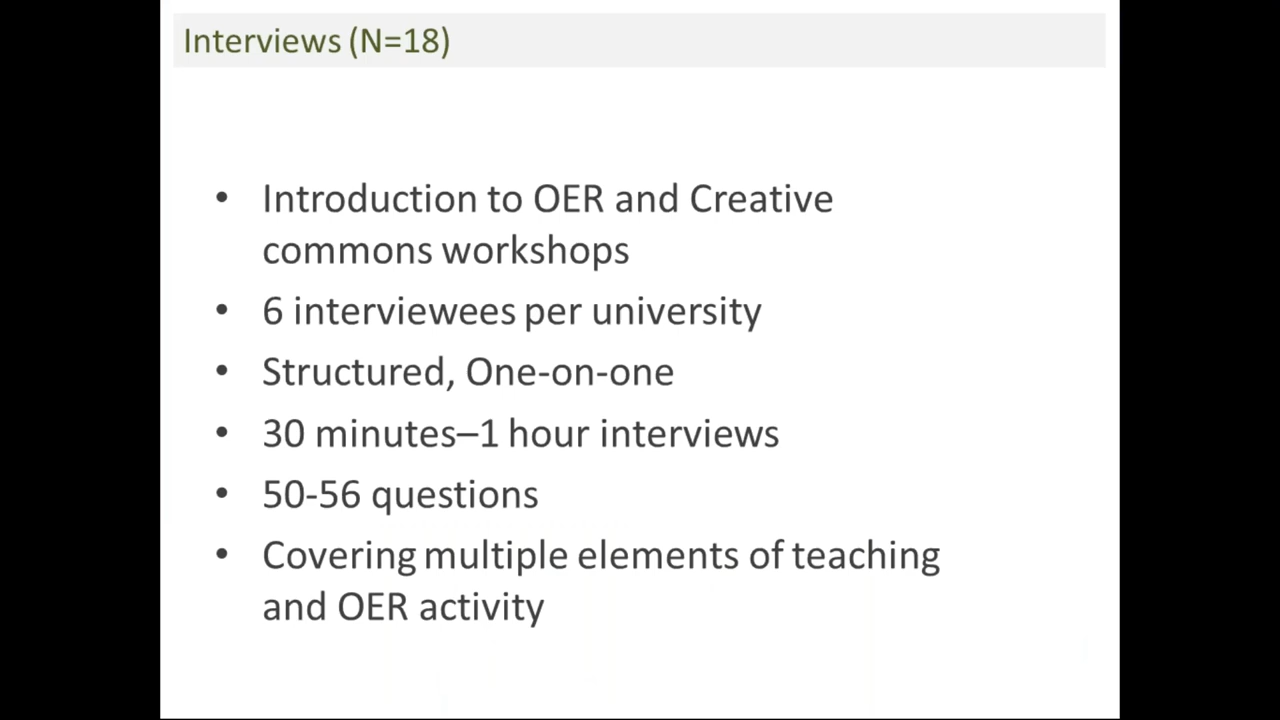 Interviews (N=18)
• Introduction to OER and Creative
commons workshops
• 6 interviewees per university
• Structured, One-on-one
• 30 minutes–1 hour interviews
• 50-56 questions
• Covering multiple elements of teaching
and OER activity